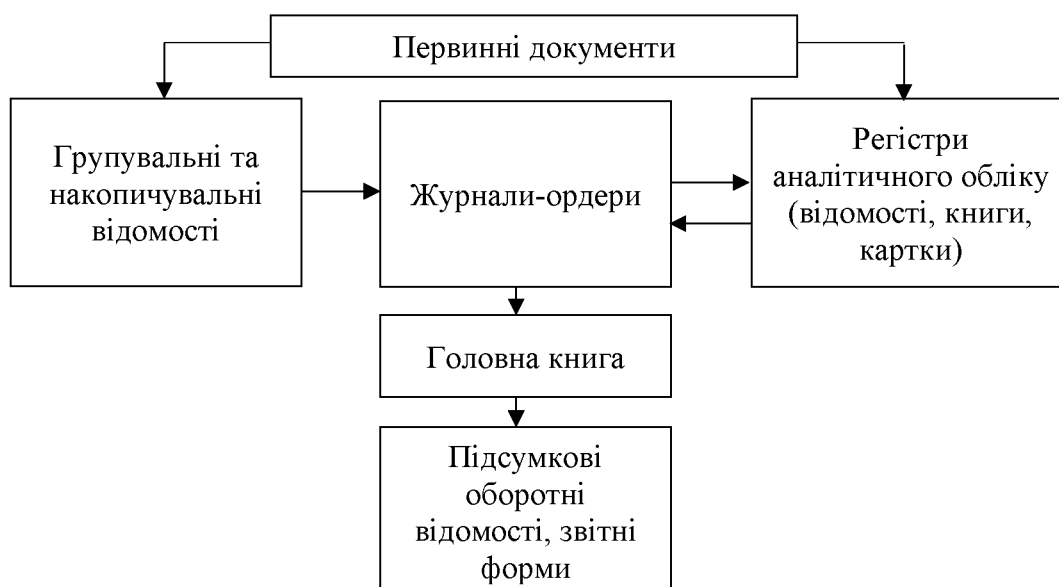 Первинні документи
Групувальні та
накопичувальні
відомості
Журнали-ордери
Регістри
аналітичного обліку
(відомості, книги,
картки)
Головна книга
Підсумкові
оборотні
відомості, звітні
форми